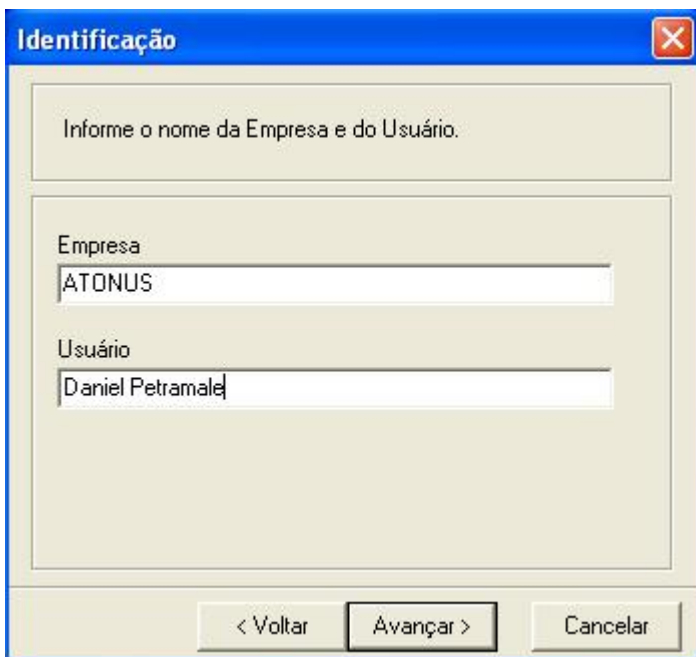 Identificação
Informe o nome da Empresa e do Usuário.
Empresa
ATONUS
Usuário
Daniel Petramale
< Voltar
Avançar >
Cancelar